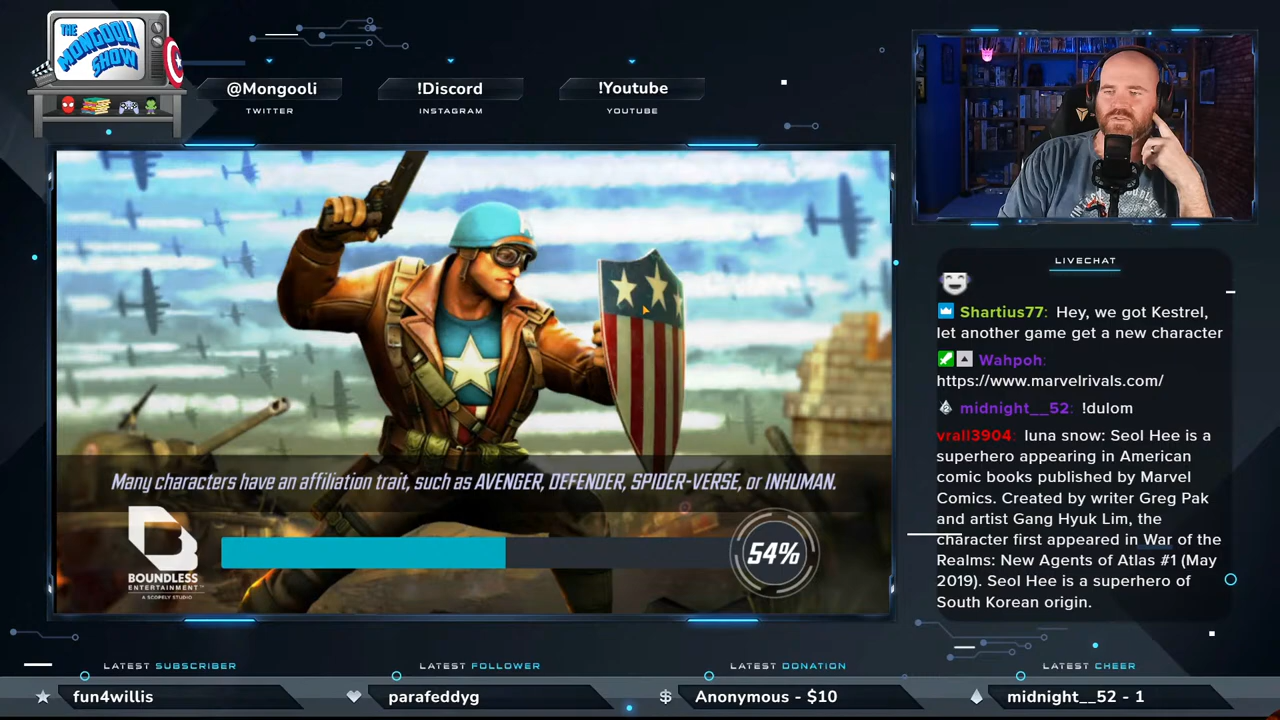 THE
MONGOOLI
SHOW
@Mongooli
TWITTER
!Discord
INSTAGRAM
!Youtube
YOUTUBE
Many characters have an affiliation trait, such as AVENGER, DEFENDER, SPIDER-VERSE, or INHUMAN.
BOUNDLESS
ENTERTAINMENT
A SCOPELY STUDIO
54%
LIVECHAT
Shartius77: Hey, we got Kestrel,
let another game get a new character
Wahpoh:
https://www.marvelrivals.com/
midnight__52: !dulom
vrall3904: luna snow: Seol Hee is a
superhero appearing in American
comic books published by Marvel
Comics. Created by writer Greg Pak
and artist Gang Hyuk Lim, the
character first appeared in War of the
Realms: New Agents of Atlas #1 (May
2019). Seol Hee is a superhero of
South Korean origin.
LATEST SUBSCRIBER
fun4willis
LATEST FOLLOWER
parafeddyg
LATEST DONATION
Anonymous - $10
LATEST CHEER
midnight__52 - 1